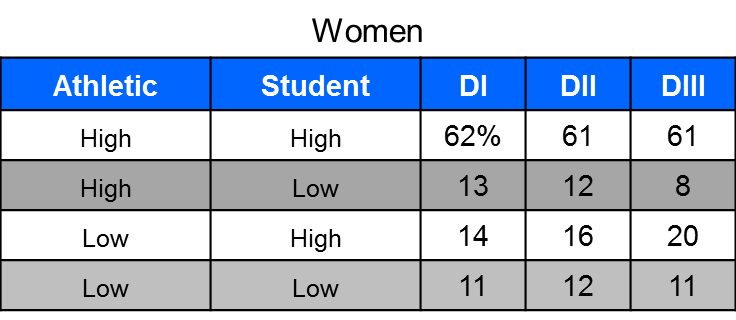 Women
Athletic Student DI DII DIII
High High 62% 61 61
High Low 13 12 8
Low High 14 16 20
Low Low 11 12 11